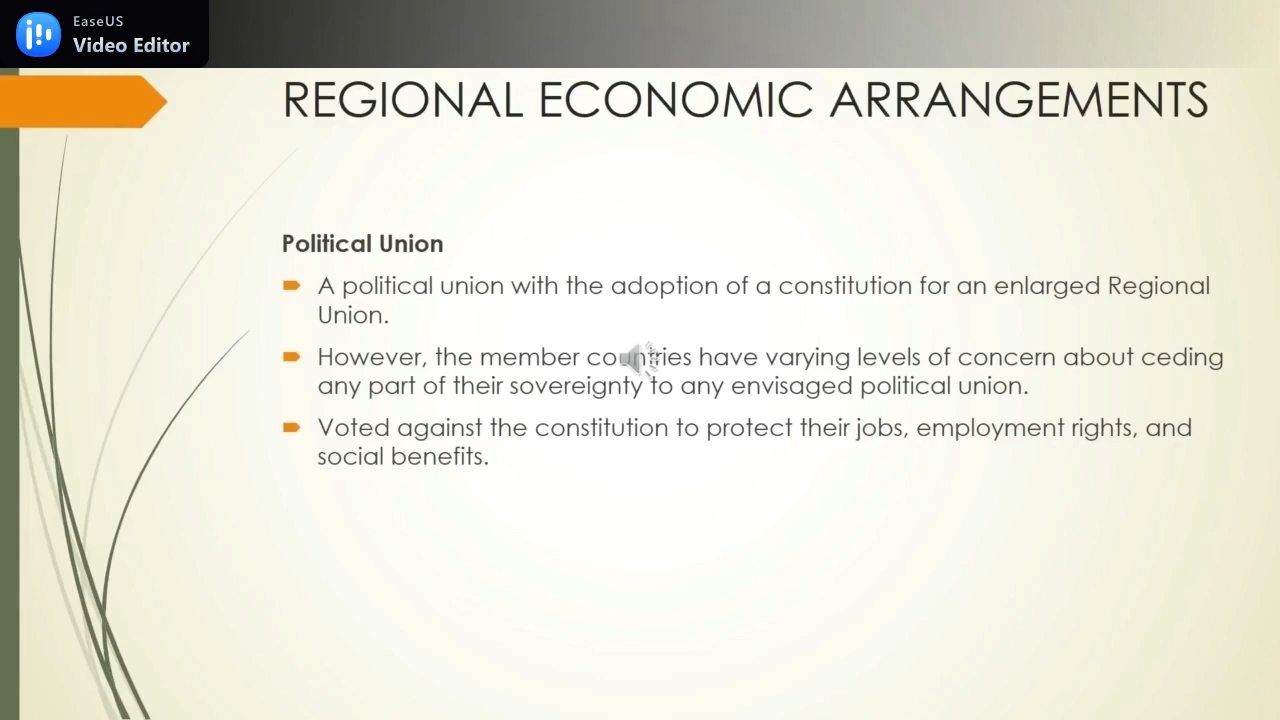 EaseUS
Video Editor
REGIONAL ECONOMIC ARRANGEMENTS
Political Union
A political union with the adoption of a constitution for an enlarged Regional
Union.
However, the member countries have varying levels of concern about ceding
any part of their sovereignty to any envisaged political union.
Voted against the constitution to protect their jobs, employment rights, and
social benefits.